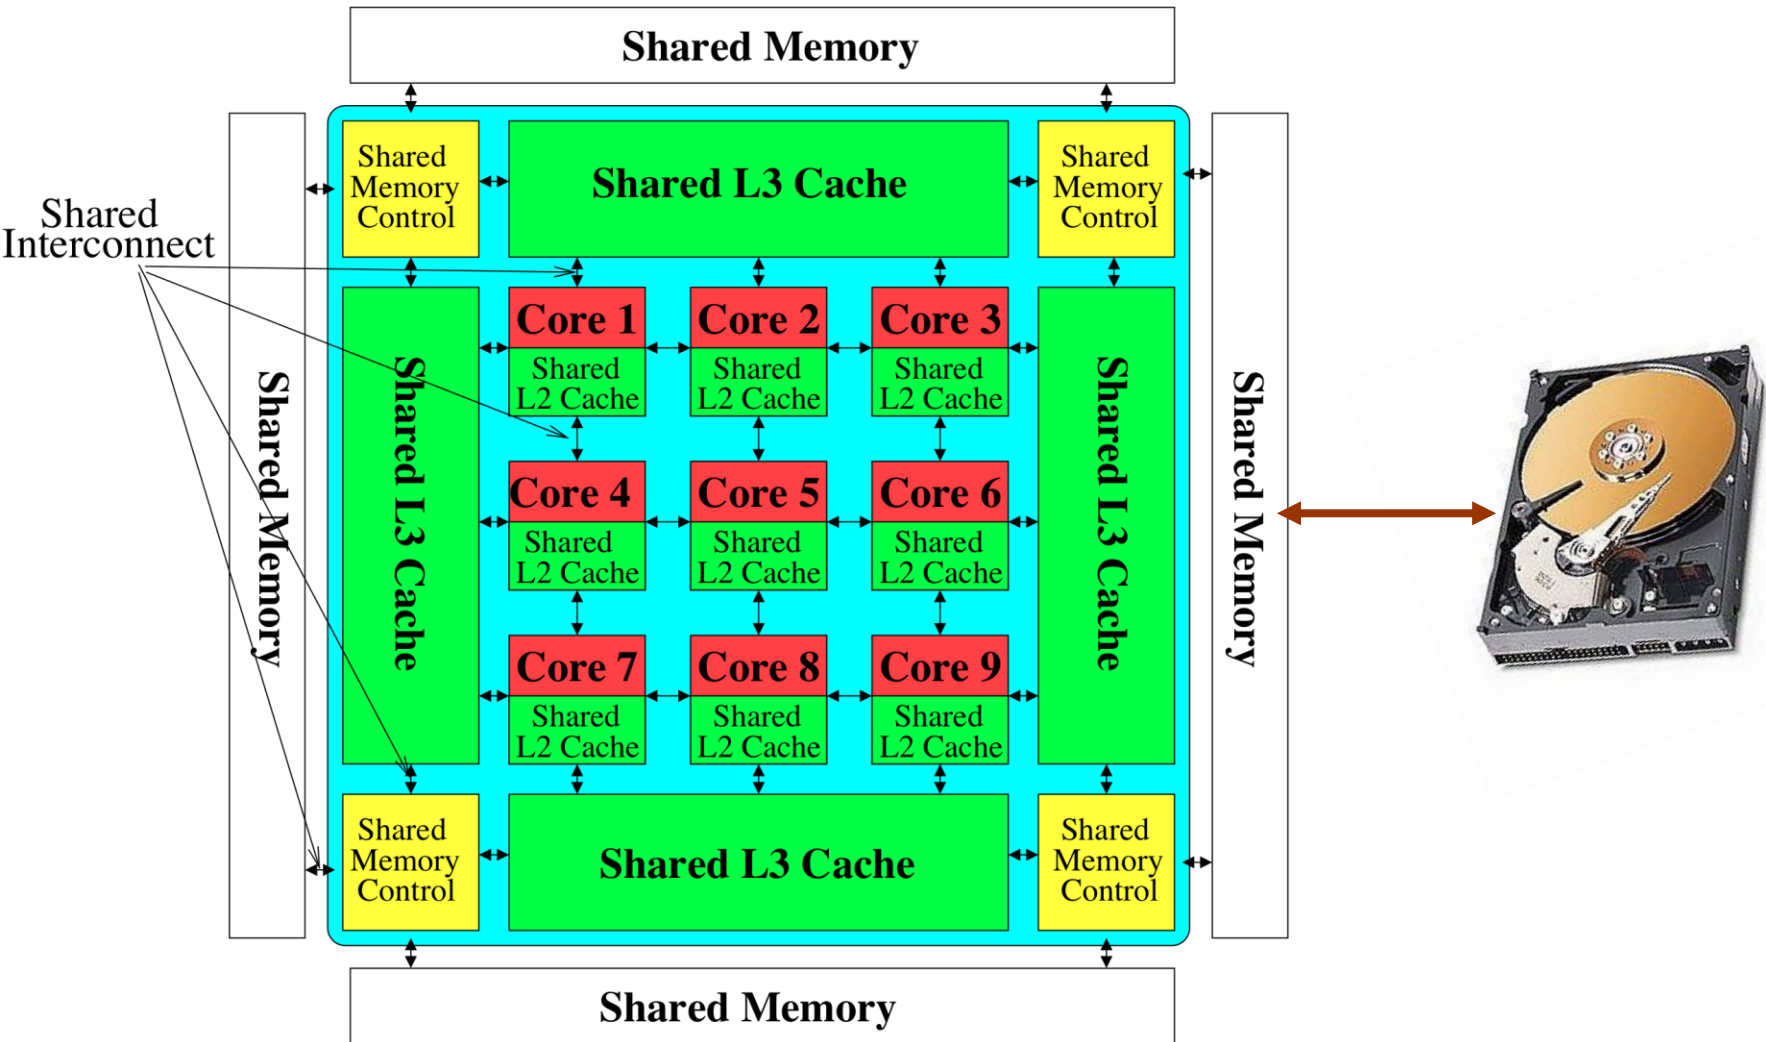 Shared Memory
Shared
Memory
Control
Shared L3 Cache
Shared
Memory
Control
Shared
Interconnect
Shared Memory
Shared L3 Cache
Core 1
Shared
L2 Cache
Core 2
Shared
L2 Cache
Core 3
Shared
L2 Cache
Core 4
Shared
L2 Cache
Core 5
Shared
L2 Cache
Core 6
Shared
L2 Cache
Core 7
Shared
L2 Cache
Core 8
Shared
L2 Cache
Core 9
Shared
L2 Cache
Shared L3 Cache
Shared Memory
Shared
Memory
Control
Shared L3 Cache
Shared
Memory
Control
Shared Memory